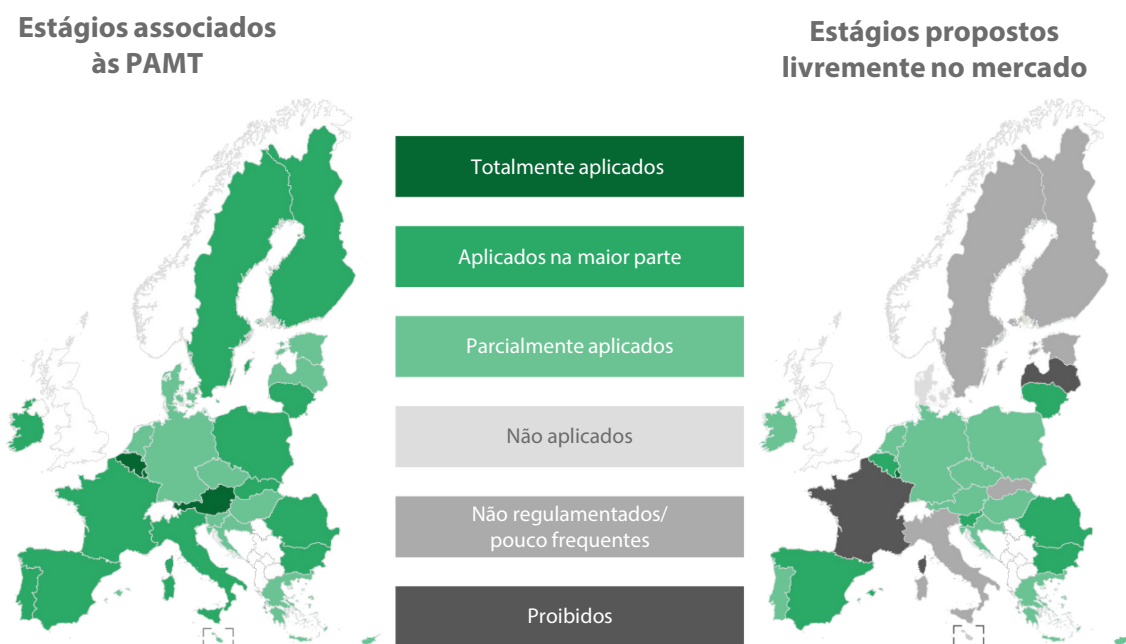 Estágios associados
às PAMT
Estágios propostos
livremente no mercado
Totalmente aplicados
Aplicados na maior parte
Parcialmente aplicados
Não aplicados
Não regulamentados/
pouco frequentes
Proibidos